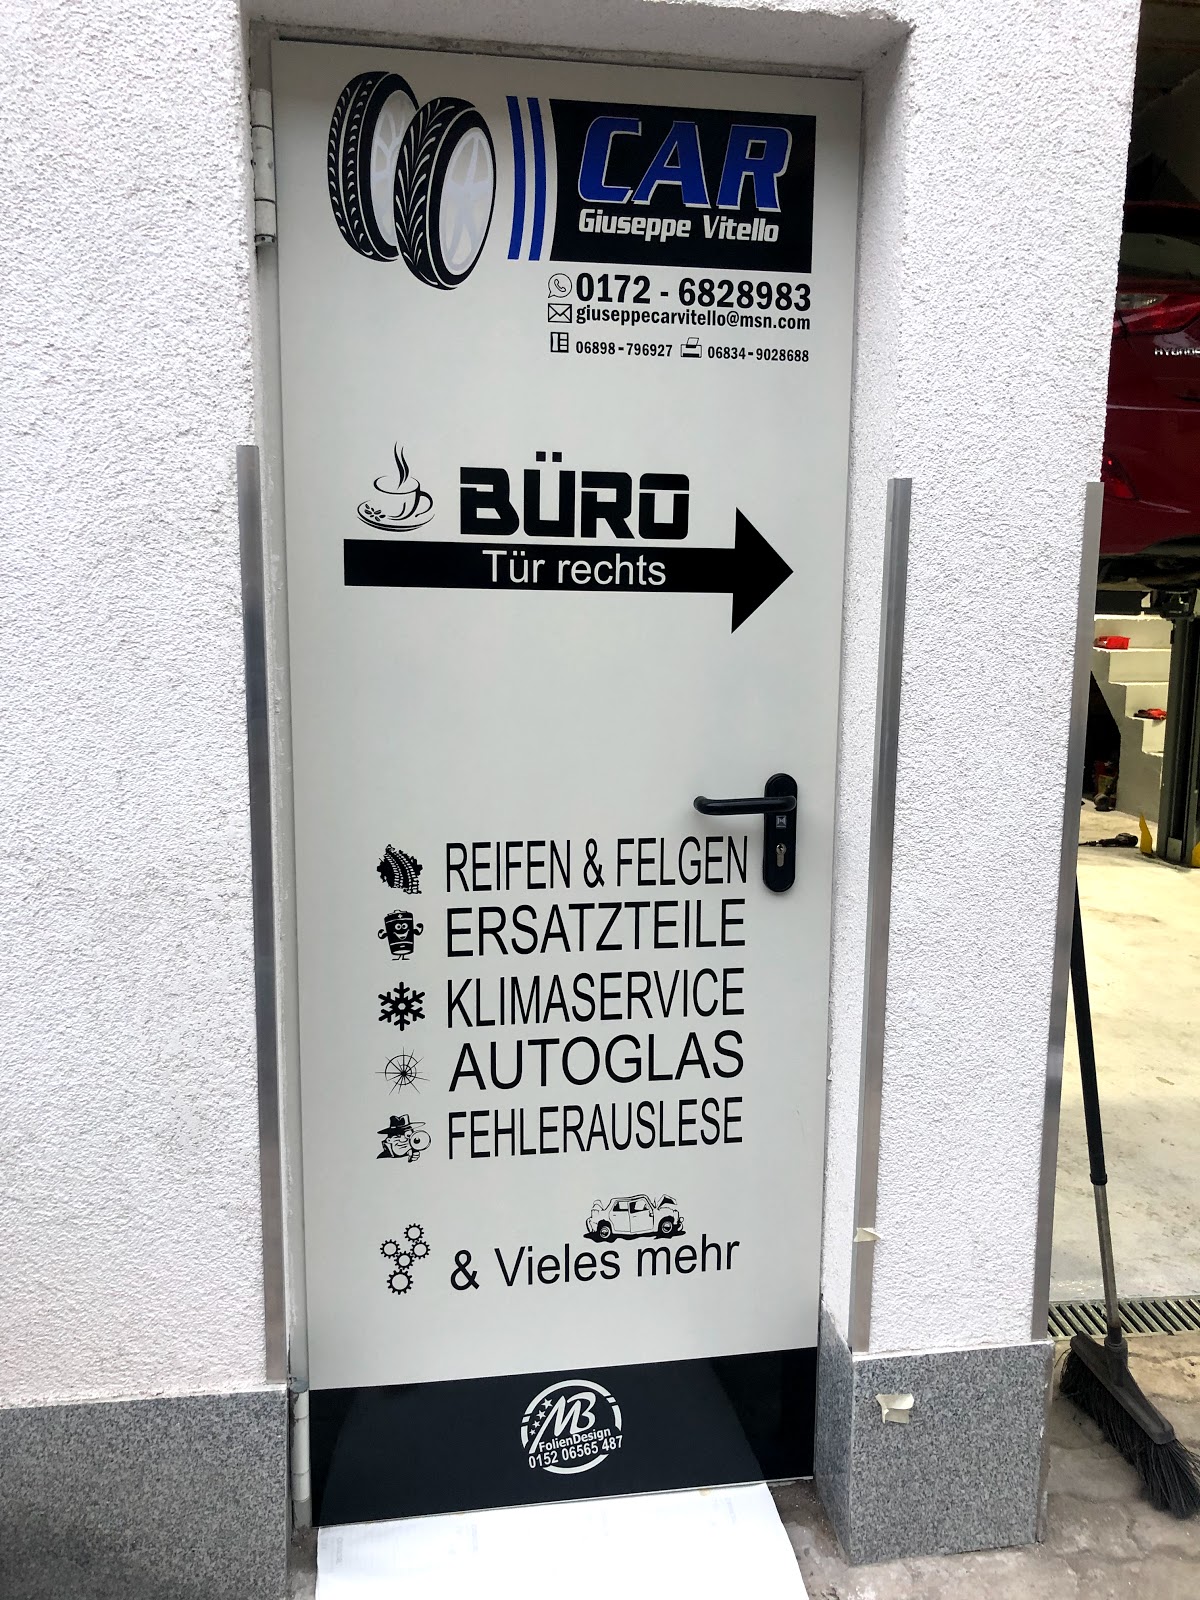 CAR
Giuseppe Vitello
0172 - 6828983
giuseppecarvitello@msn.com
06898 - 796927 06834 - 9028688
BÜRO
Tür rechts
REIFEN & FELGEN
ERSATZTEILE
KLIMASERVICE
AUTOGLAS
FEHLERAUSLESE
& Vieles mehr
MB
FolienDesign
0152 06565 487